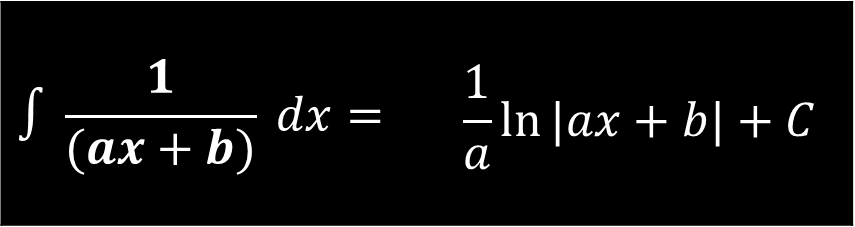 ∫ 1/(ax + b) dx = 1/a ln |ax + b| + C